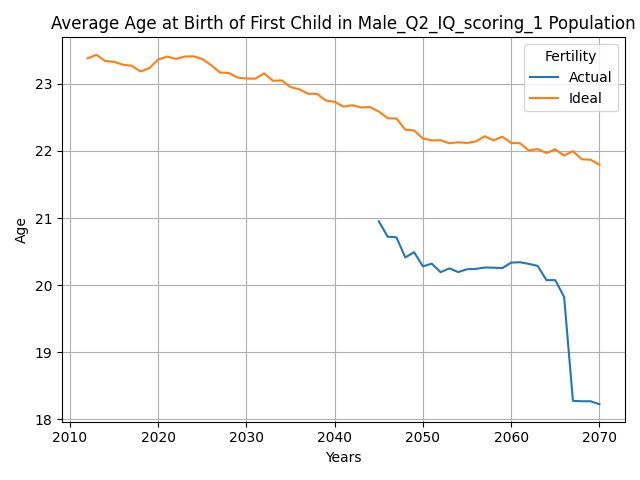 Average Age at Birth of First Child in Male_Q2_IQ_scoring_1 Population
Fertility
Actual
Ideal
Age
23
22
21
20
19
18
2010 2020 2030 2040 2050 2060 2070
Years